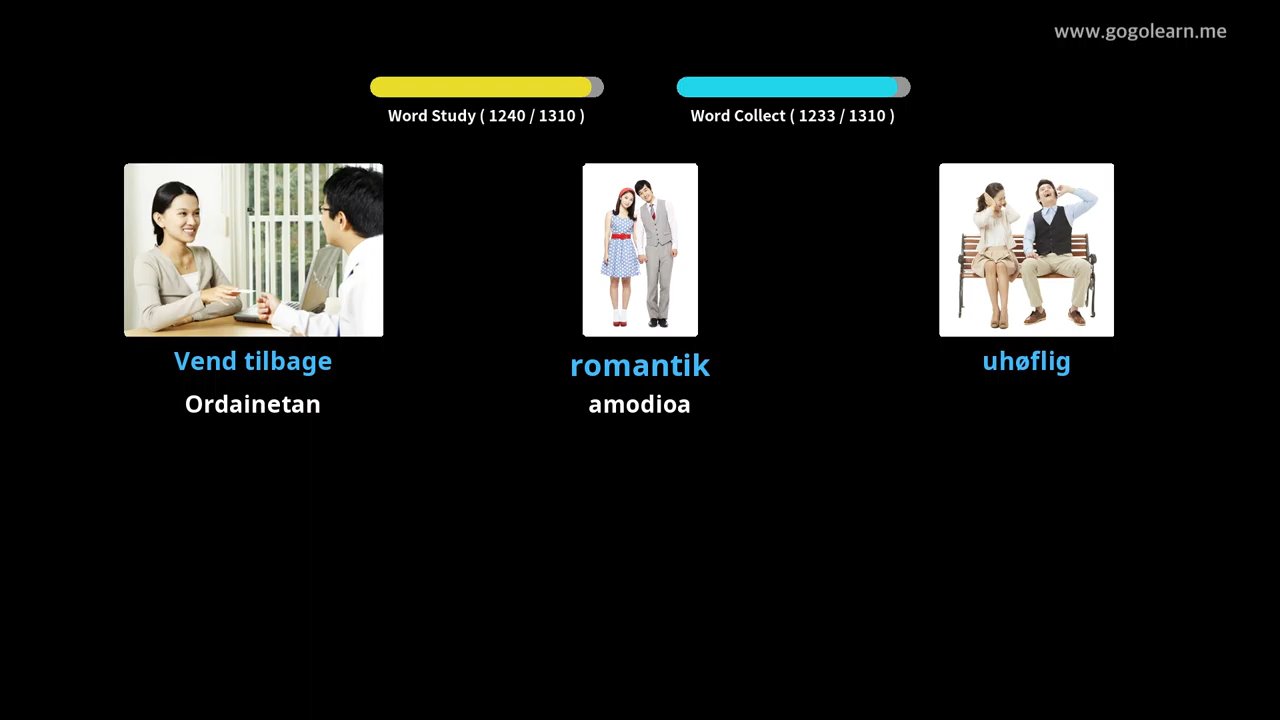 www.gogolearn.me
Word Study ( 1240 / 1310 )
Word Collect ( 1233 / 1310 )
Vend tilbage
romantik
uhøflig
Ordainetan
amodioa